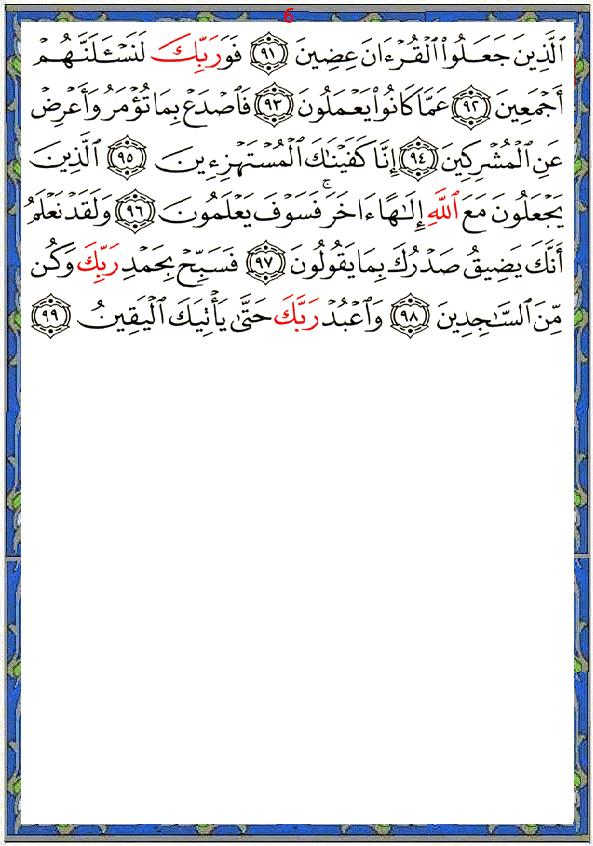 6
ٱلَّذِينَ جَعَلُوا۟ ٱلْقُرْءَانَ عِضِينَ ٩١ فَوَرَبِّكَ لَنَسْـَٔلَنَّهُمْ
أَجْمَعِينَ ٩٢ عَمَّا كَانُوا۟ يَعْمَلُونَ ٩٣ فَٱصْدَعْ بِمَا تُؤْمَرُ وَأَعْرِضْ
عَنِ ٱلْمُشْرِكِينَ ٩٤ إِنَّا كَفَيْنَٰكَ ٱلْمُسْتَهْزِءِينَ ٩٥ ٱلَّذِينَ
يَجْعَلُونَ مَعَ ٱللَّهِ إِلَٰهًا ءَاخَرَ ۚ فَسَوْفَ يَعْلَمُونَ ٩٦ وَلَقَدْ نَعْلَمُ
أَنَّكَ يَضِيقُ صَدْرُكَ بِمَا يَقُولُونَ ٩٧ فَسَبِّحْ بِحَمْدِ رَبِّكَ وَكُن
مِّنَ ٱلسَّٰجِدِينَ ٩٨ وَٱعْبُدْ رَبَّكَ حَتَّىٰ يَأْتِيَكَ ٱلْيَقِينُ ٩٩